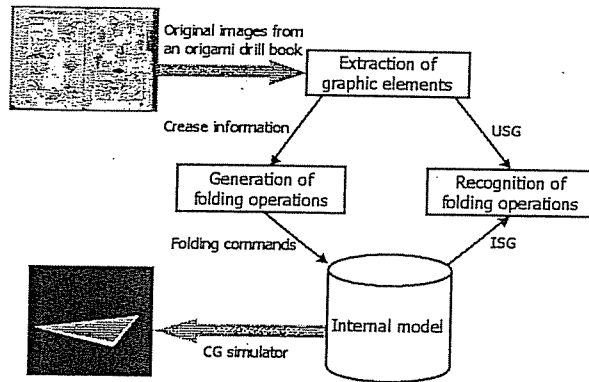 Original images from
an origami drill book
Extraction of
graphic elements
Crease information
USG
Generation of
folding operations
Recognition of
folding operations
Folding commands
ISG
Internal model
CG simulator